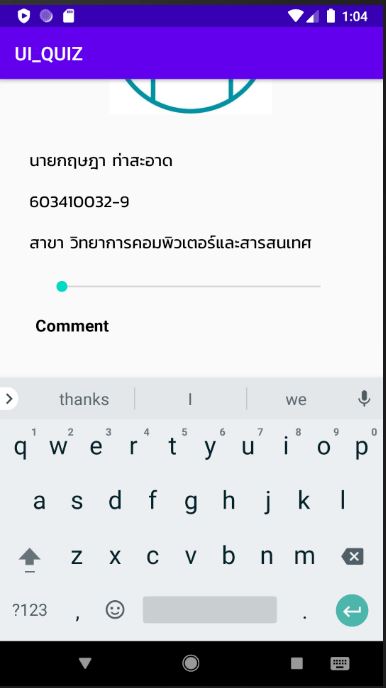 1:04
UI_QUIZ
นายกฤษฎา ท่าสะอาด
603410032-9
สาขา วิทยาการคอมพิวเตอร์และสารสนเทศ
Comment
thanks I we
1 2 3 4 5 6 7 8 9 0
q w e r t y u i o p
a s d f g h j k l
z x c v b n m
?123 , .